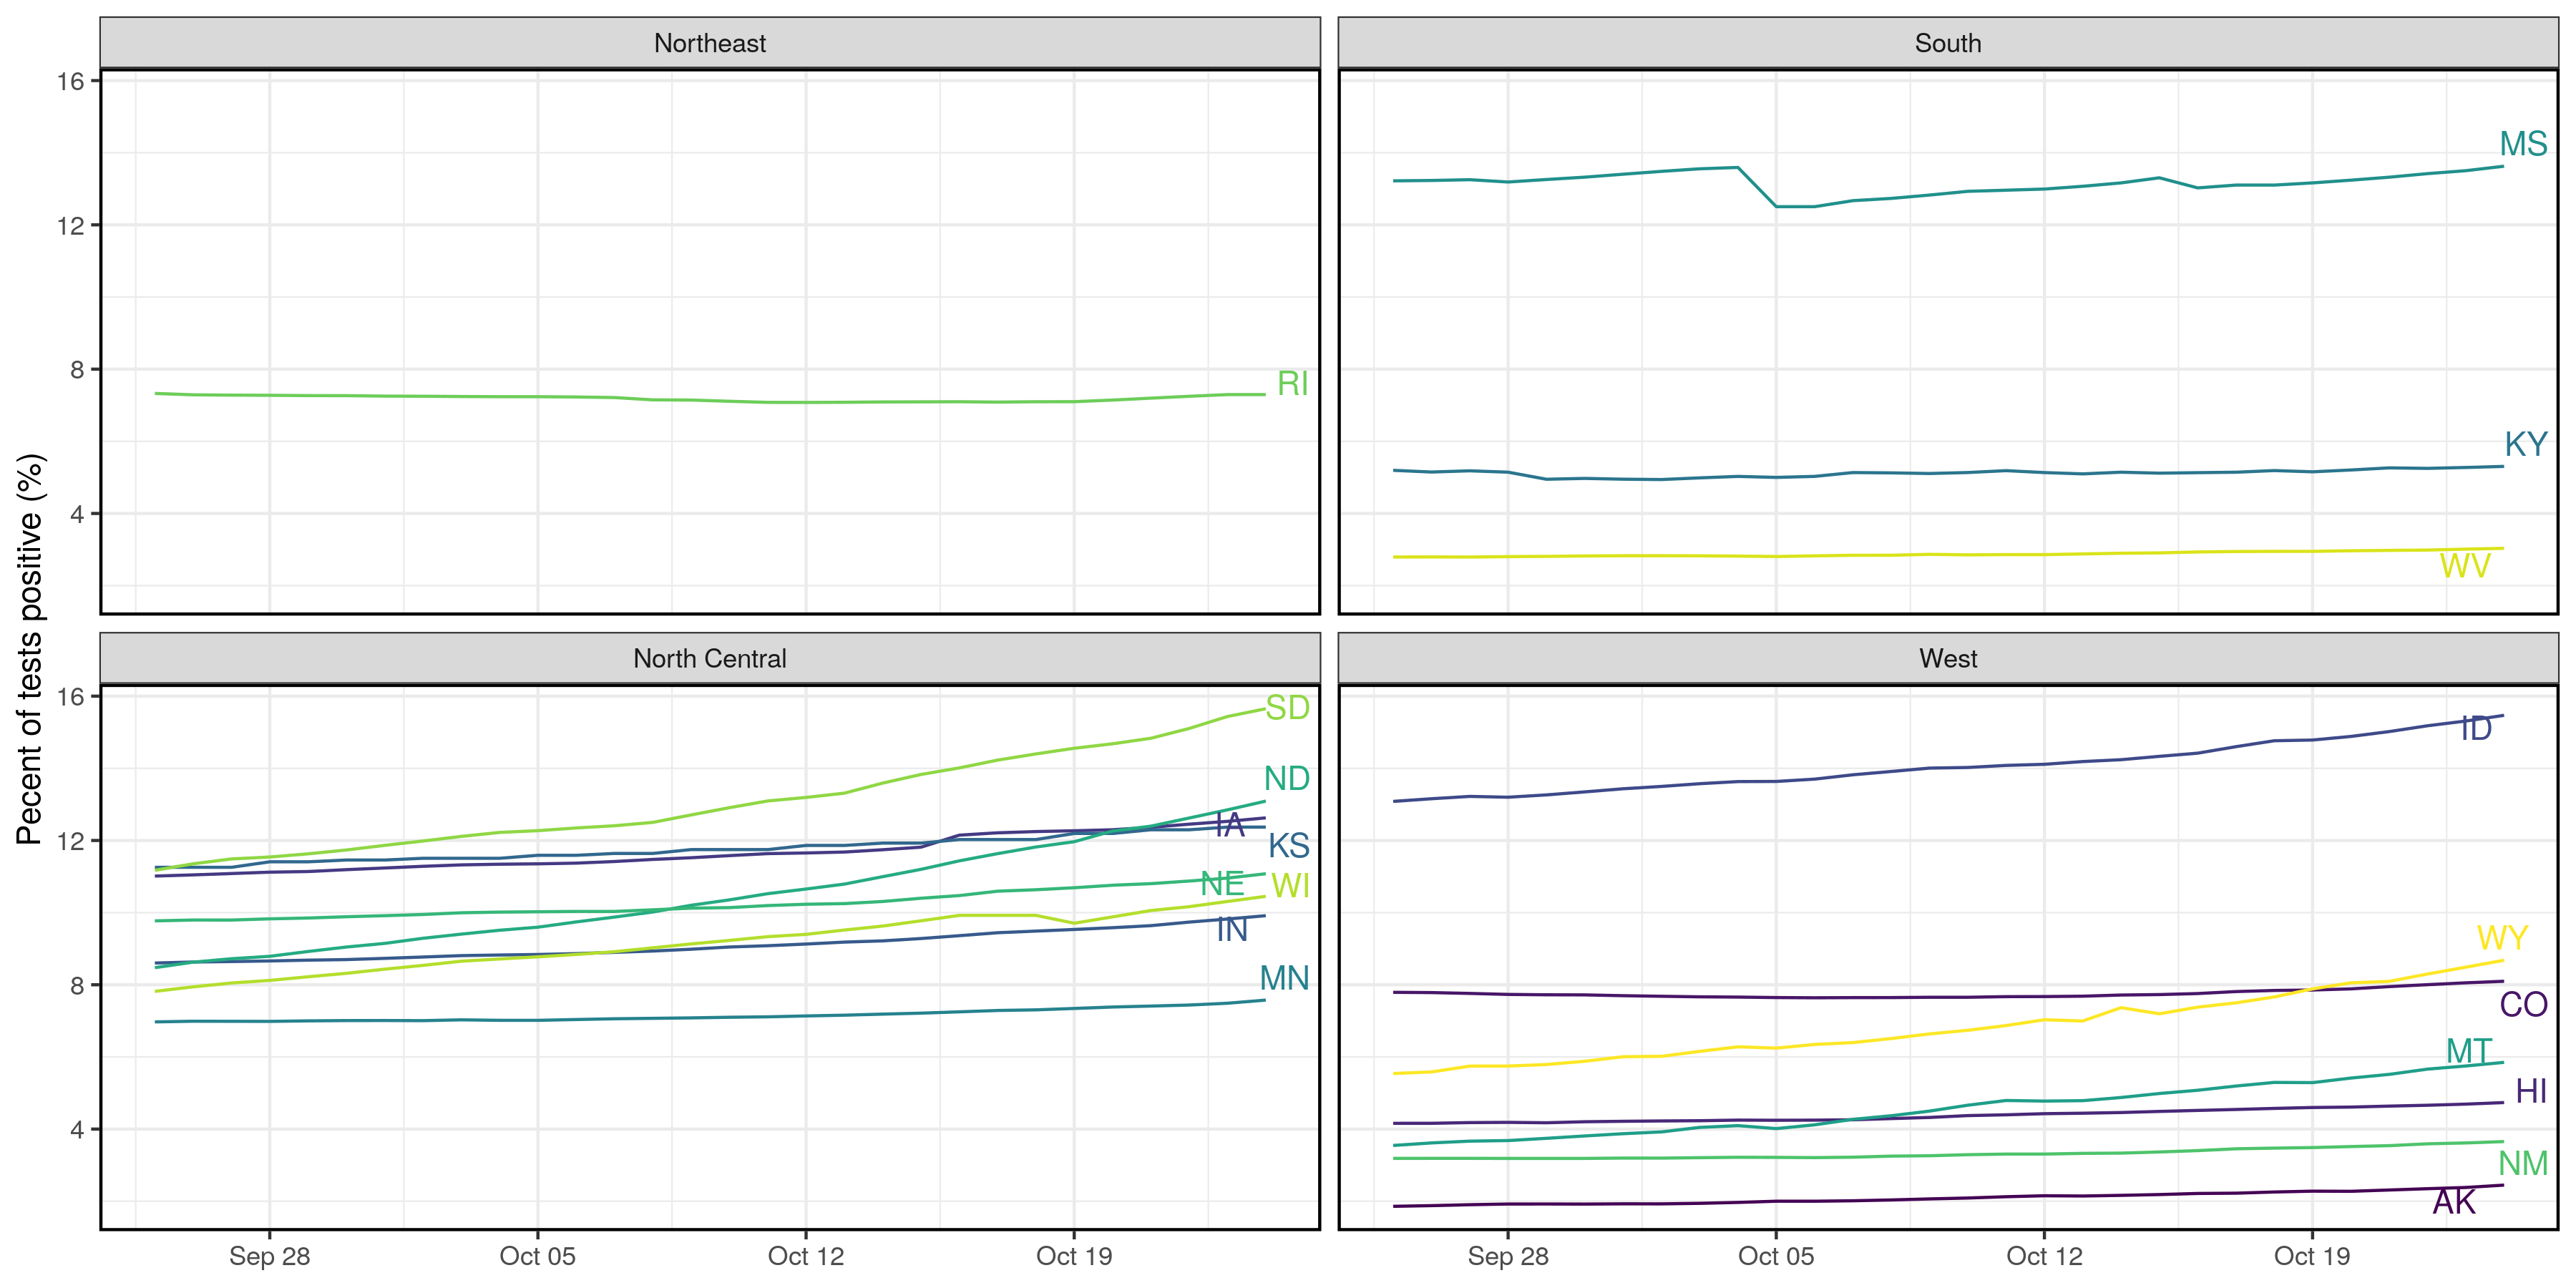 Northeast
South
Pecent of tests positive (%)
16
12
8
4
RI
MS
KY
WV
North Central
West
16
12
8
4
SD
ND
IA
KS
NE
WI
IN
MN
ID
WY
CO
MT
HI
NM
AK
Sep 28
Oct 05
Oct 12
Oct 19
Sep 28
Oct 05
Oct 12
Oct 19